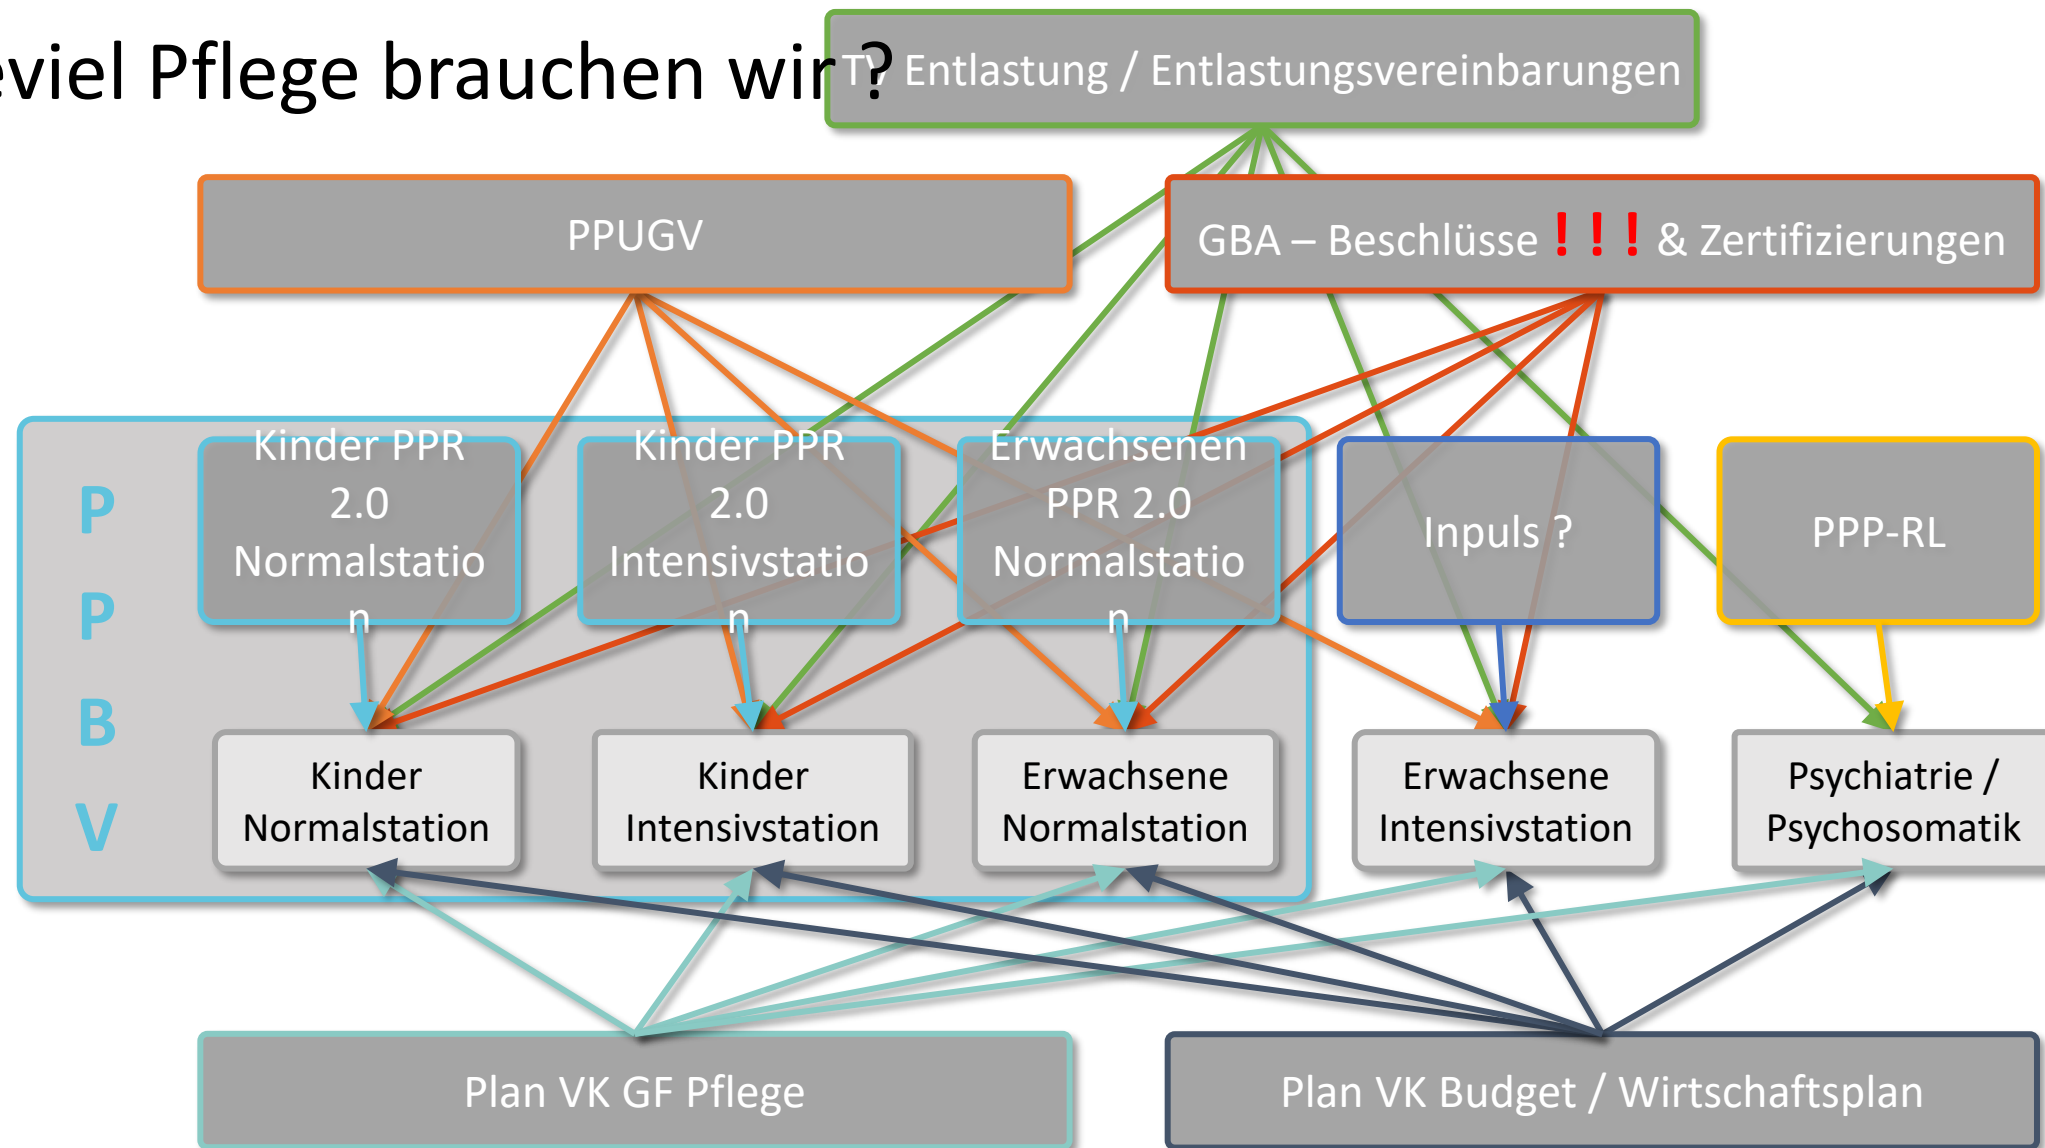 eviel Pflege brauchen wir ?
TV Entlastung / Entlastungsvereinbarungen
PPUGV
GBA – Beschlüsse ! ! ! & Zertifizierungen
P
P
B
V
Kinder PPR
2.0
Normalstatio
n
Kinder PPR
2.0
Intensivstatio
n
Erwachsenen
PPR 2.0
Normalstatio
n
Inpuls ?
PPP-RL
Kinder
Normalstation
Kinder
Intensivstation
Erwachsene
Normalstation
Erwachsene
Intensivstation
Psychiatrie /
Psychosomatik
Plan VK GF Pflege
Plan VK Budget / Wirtschaftsplan